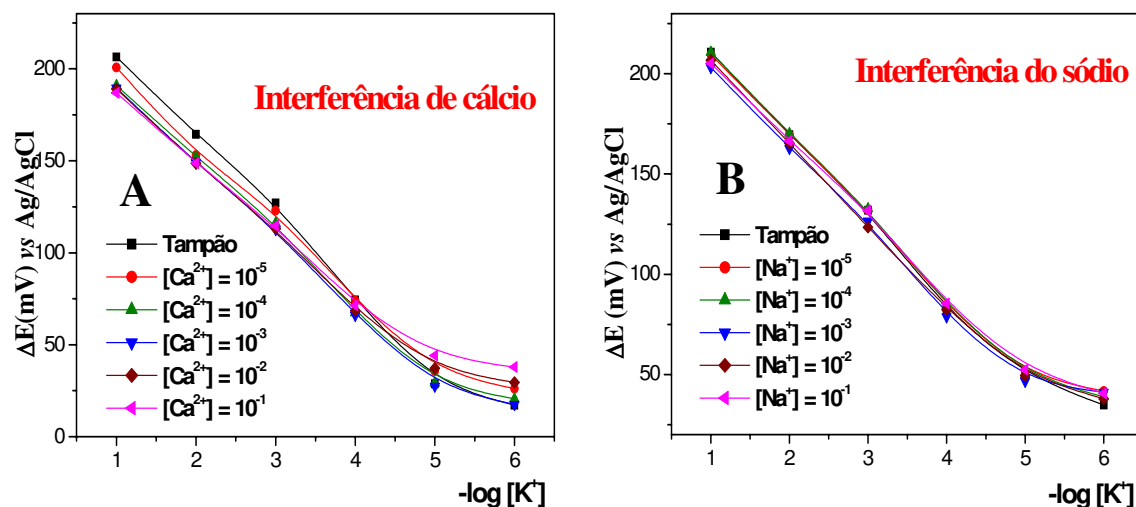 Interferência de cálcio
A
Tampão
[Ca²⁺] = 10⁻⁵
[Ca²⁺] = 10⁻⁴
[Ca²⁺] = 10⁻³
[Ca²⁺] = 10⁻²
[Ca²⁺] = 10⁻¹
ΔE(mV) vs Ag/AgCl
200
150
100
50
0
1 2 3 4 5 6
-log [K⁺]
Interferência do sódio
B
Tampão
[Na⁺] = 10⁻⁵
[Na⁺] = 10⁻⁴
[Na⁺] = 10⁻³
[Na⁺] = 10⁻²
[Na⁺] = 10⁻¹
ΔE (mV) vs Ag/AgCl
200
150
100
50
1 2 3 4 5 6
-log [K⁺]